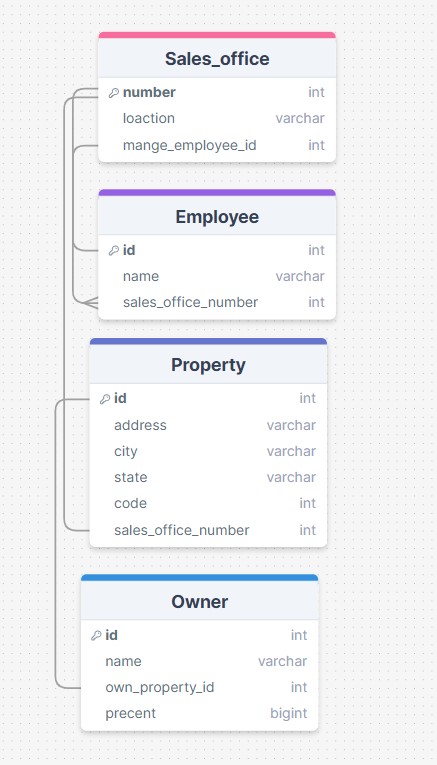 Sales_office
number int
loaction varchar
mange_employee_id int
Employee
id int
name varchar
sales_office_number int
Property
id int
address varchar
city varchar
state varchar
code int
sales_office_number int
Owner
id int
name varchar
own_property_id int
precent bigint